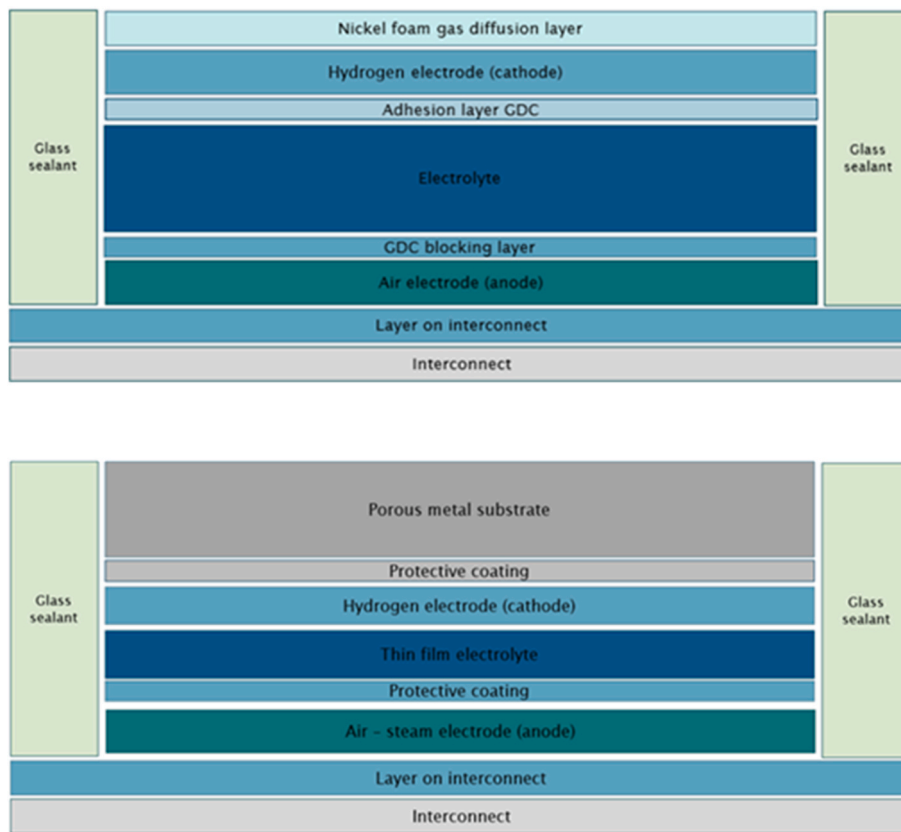 Nickel foam gas diffusion layer
Hydrogen electrode (cathode)
Adhesion layer GDC
Glass
sealant
Electrolyte
Glass
sealant
GDC blocking layer
Air electrode (anode)
Layer on interconnect
Interconnect
Porous metal substrate
Protective coating
Glass
sealant
Hydrogen electrode (cathode)
Glass
sealant
Thin film electrolyte
Protective coating
Air – steam electrode (anode)
Layer on interconnect
Interconnect